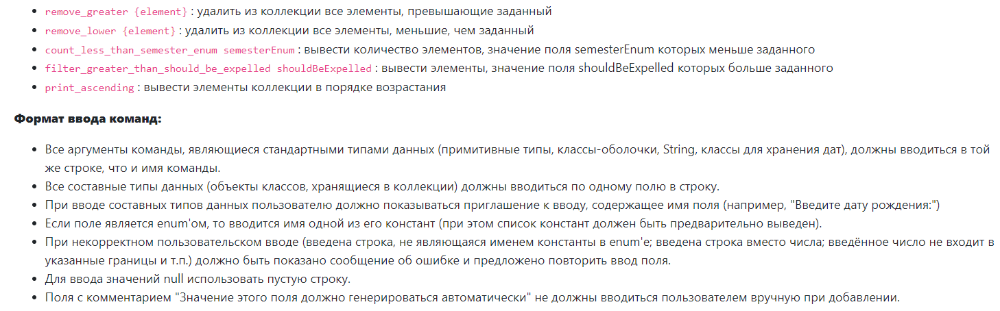 remove_greater {element} : удалить из коллекции все элементы, превышающие заданный
remove_lower {element} : удалить из коллекции все элементы, меньшие, чем заданный
count_less_than_semester_enum semesterEnum : вывести количество элементов, значение поля semesterEnum которых меньше заданного
filter_greater_than_should_be_expelled shouldBeExpelled : вывести элементы, значение поля shouldBeExpelled которых больше заданного
print_ascending : вывести элементы коллекции в порядке возрастания
Формат ввода команд:
Все аргументы команды, являющиеся стандартными типами данных (примитивные типы, классы-оболочки, String, классы для хранения дат), должны вводиться в той
же строке, что и имя команды.
Все составные типы данных (объекты классов, хранящиеся в коллекции) должны вводиться по одному полю в строку.
При вводе составных типов данных пользователю должно показываться приглашение к вводу, содержащее имя поля (например, "Введите дату рождения:")
Если поле является enum'ом, то вводится имя одной из его констант (при этом список констант должен быть предварительно выведен).
При некорректном пользовательском вводе (введена строка, не являющаяся именем константы в enum'е; введена строка вместо числа; введённое число не входит в
указанные границы и т.п.) должно быть показано сообщение об ошибке и предложено повторить ввод поля.
Для ввода значений null использовать пустую строку.
Поля с комментарием "Значение этого поля должно генерироваться автоматически" не должны вводиться пользователем вручную при добавлении.